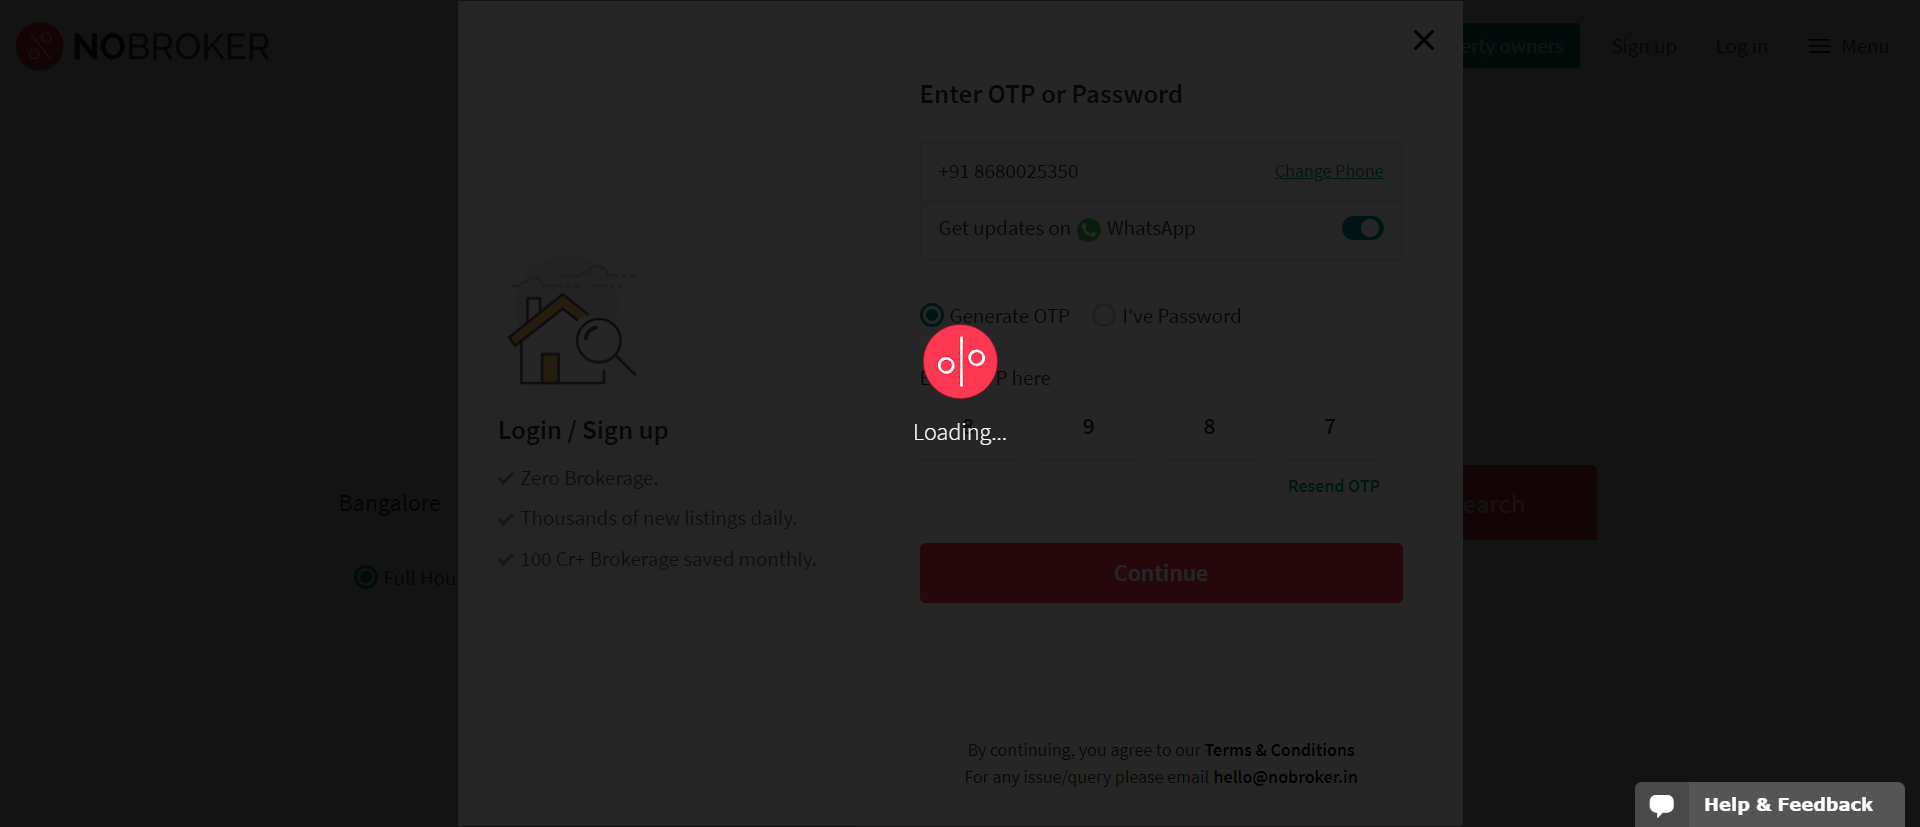 NOBROKER
erty owners
Sign up
Log in
Menu
Enter OTP or Password
+91 8680025350
Change Phone
Get updates on WhatsApp
Generate OTP
I've Password
P here
Loading...
9
8
7
Resend OTP
Continue
Login / Sign up
Zero Brokerage.
Thousands of new listings daily.
100 Cr+ Brokerage saved monthly.
Bangalore
Full Hou
earch
By continuing, you agree to our Terms & Conditions
For any issue/query please email hello@nobroker.in
Help & Feedback